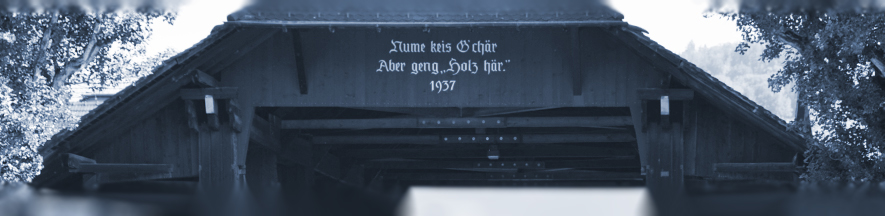 Nume keis G'chär
Aber geng „Holz här."
1937